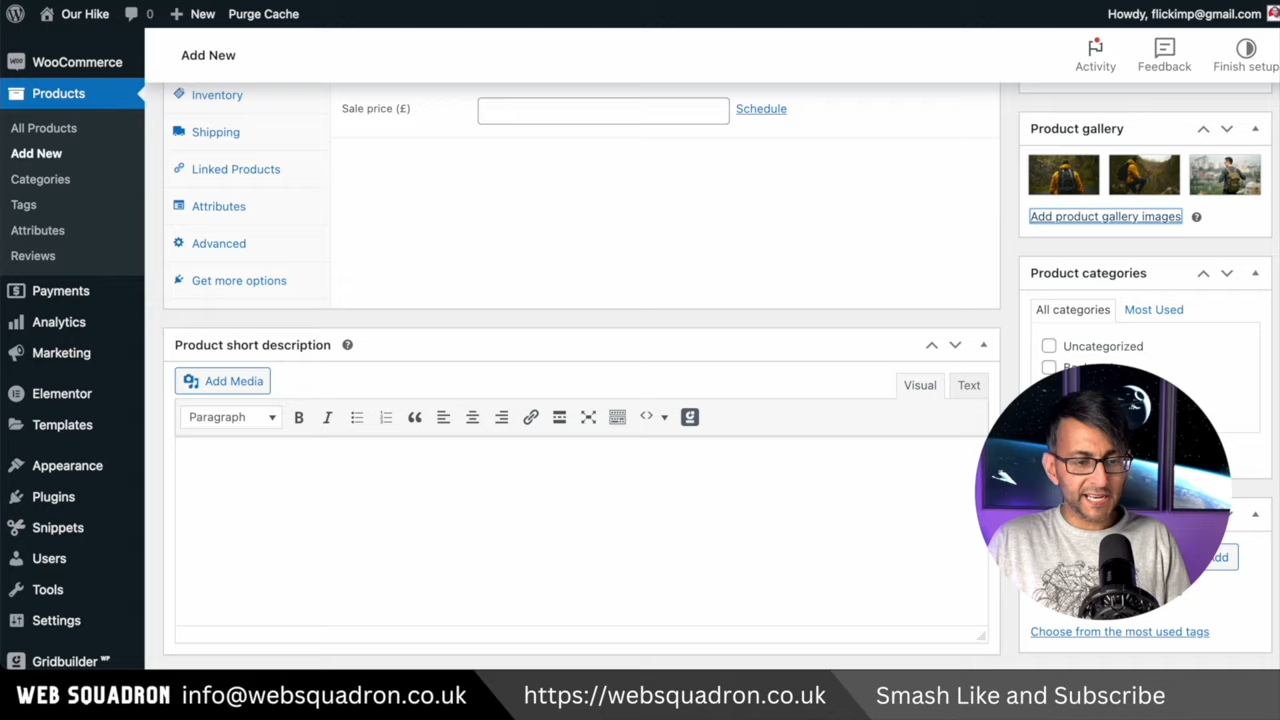 Our Hike
0
New
Purge Cache
Howdy, flickimp@gmail.com
WooCommerce
Products
All Products
Add New
Categories
Tags
Attributes
Reviews
Payments
Analytics
Marketing
Elementor
Templates
Appearance
Plugins
Snippets
Users
Tools
Settings
Gridbuilder WP
Add New
Activity
Feedback
Finish setup
Inventory
Shipping
Linked Products
Attributes
Advanced
Get more options
Sale price (£)
Schedule
Product short description
Add Media
Visual
Text
Paragraph
Product gallery
Add product gallery images
Product categories
All categories
Most Used
Uncategorized
Choose from the most used tags
WEB SQUADRON info@websquadron.co.uk
https://websquadron.co.uk
Smash Like and Subscribe